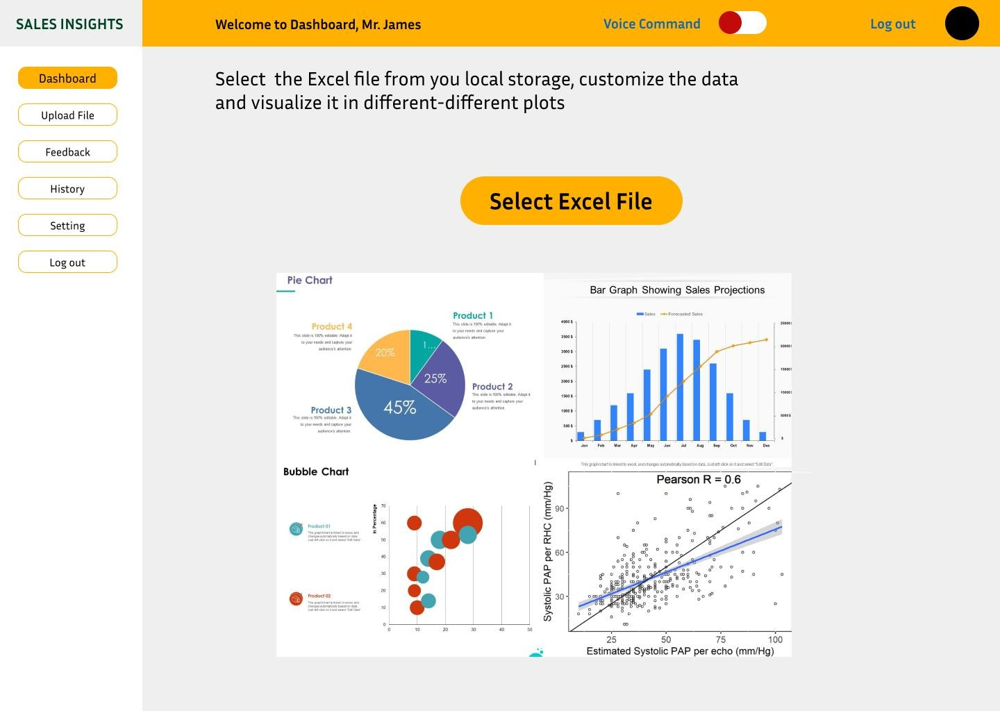 SALES INSIGHTS
Welcome to Dashboard, Mr. James
Voice Command
Log out
Dashboard
Upload File
Feedback
History
Setting
Log out
Select the Excel file from you local storage, customize the data
and visualize it in different-different plots
Select Excel File
Pie Chart
Product 1
This slide is 100% editable. Adapt it
to your needs and capture your
audience's attention.
Product 4
This slide is 100% editable. Adapt it
to your needs and capture your
audience's attention.
20%
1...
25%
45%
Product 2
This slide is 100% editable. Adapt it
to your needs and capture your
audience's attention.
Product 3
This slide is 100% editable. Adapt it
to your needs and capture your
audience's attention.
Bar Graph Showing Sales Projections
Sales Forecasted Sales
4000 $
3500 $
3000 $
2500 $
2000 $
1500 $
1000 $
500 $
$
25000
20000
15000
10000
5000 $
$
Jan Feb Mar Apr May Jun Jul Aug Sep Oct Nov Dec
This graph/chart is linked to excel, and changes automatically based on data. Just left click on it and select "Edit Data".
Bubble Chart
Product 01
This graph/chart is linked to excel, and
changes automatically based on data.
Just left click on it and select "Edit Data".
Product 02
This graph/chart is linked to excel, and
changes automatically based on data.
Just left click on it and select "Edit Data".
In Percentage
70
60
50
40
30
20
10
0
0 10 20 30 40 50
Pearson R = 0.6
Systolic PAP per RHC (mm/Hg)
90
60
30
25 50 75 100
Estimated Systolic PAP per echo (mm/Hg)